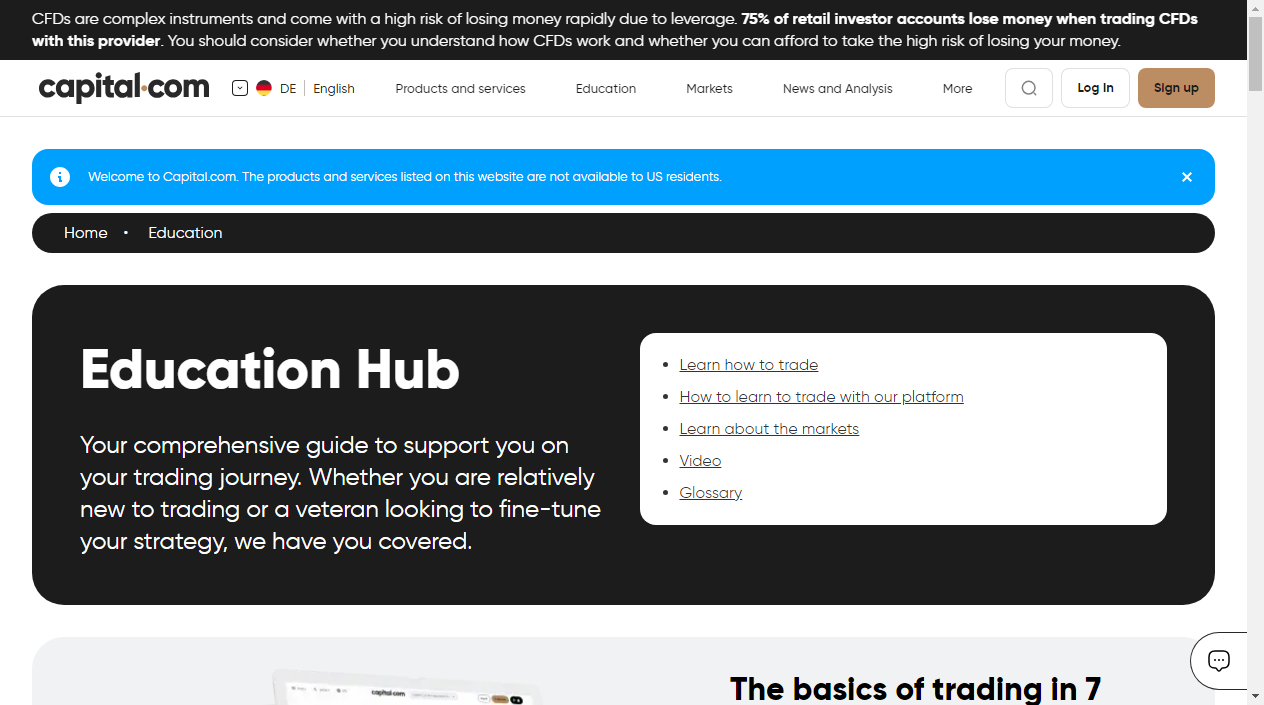 CFDs are complex instruments and come with a high risk of losing money rapidly due to leverage. 75% of retail investor accounts lose money when trading CFDs
with this provider. You should consider whether you understand how CFDs work and whether you can afford to take the high risk of losing your money.
capital.com DE English Products and services Education Markets News and Analysis More Log In Sign up
Welcome to Capital.com. The products and services listed on this website are not available to US residents.
Home • Education
Education Hub
Your comprehensive guide to support you on
your trading journey. Whether you are relatively
new to trading or a veteran looking to fine-tune
your strategy, we have you covered.
• Learn how to trade
• How to learn to trade with our platform
• Learn about the markets
• Video
• Glossary
capital.com
The basics of trading in 7